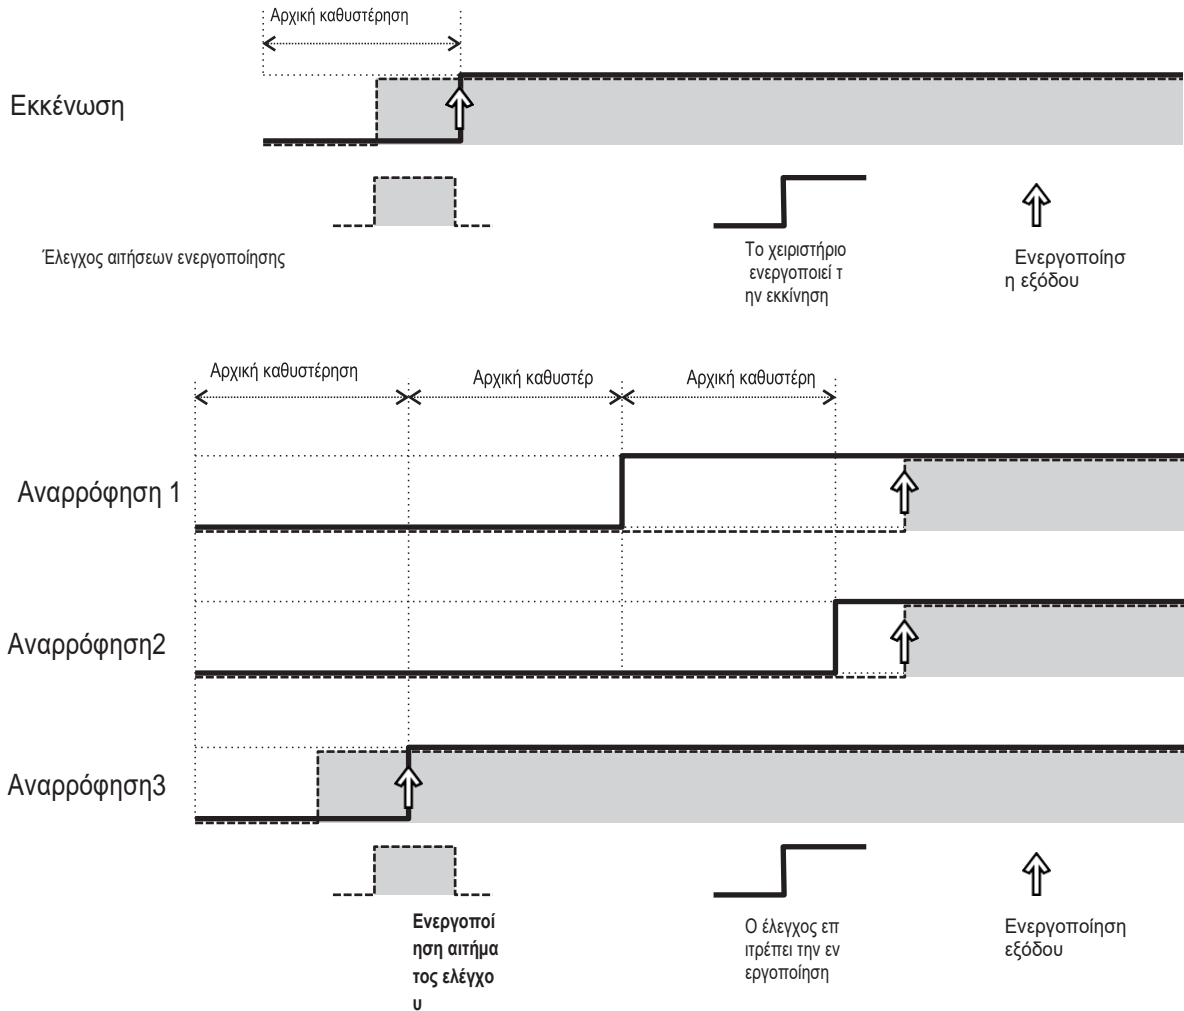 Αρχική καθυστέρηση
Εκκένωση
Έλεγχος αιτήσεων ενεργοποίησης
Το χειριστήριο
ενεργοποιεί τ
ην εκκίνηση
Ενεργοποίησ
η εξόδου
Αρχική καθυστέρηση
Αρχική καθυστέρ
Αρχική καθυστέρη
Αναρρόφηση 1
Αναρρόφηση2
Αναρρόφηση3
Ενεργοποί
ηση αιτήμα
τος ελέγχο
υ
Ο έλεγχος επ
ιτρέπει την εν
εργοποίηση
Ενεργοποίηση
εξόδου